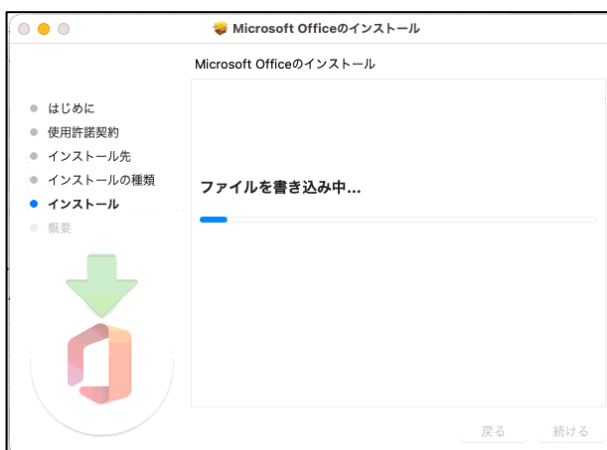 Microsoft Officeのインストール
Microsoft Officeのインストール
はじめに
使用許諾契約
インストール先
インストールの種類
インストール
概要
ファイルを書き込み中...
戻る
続ける